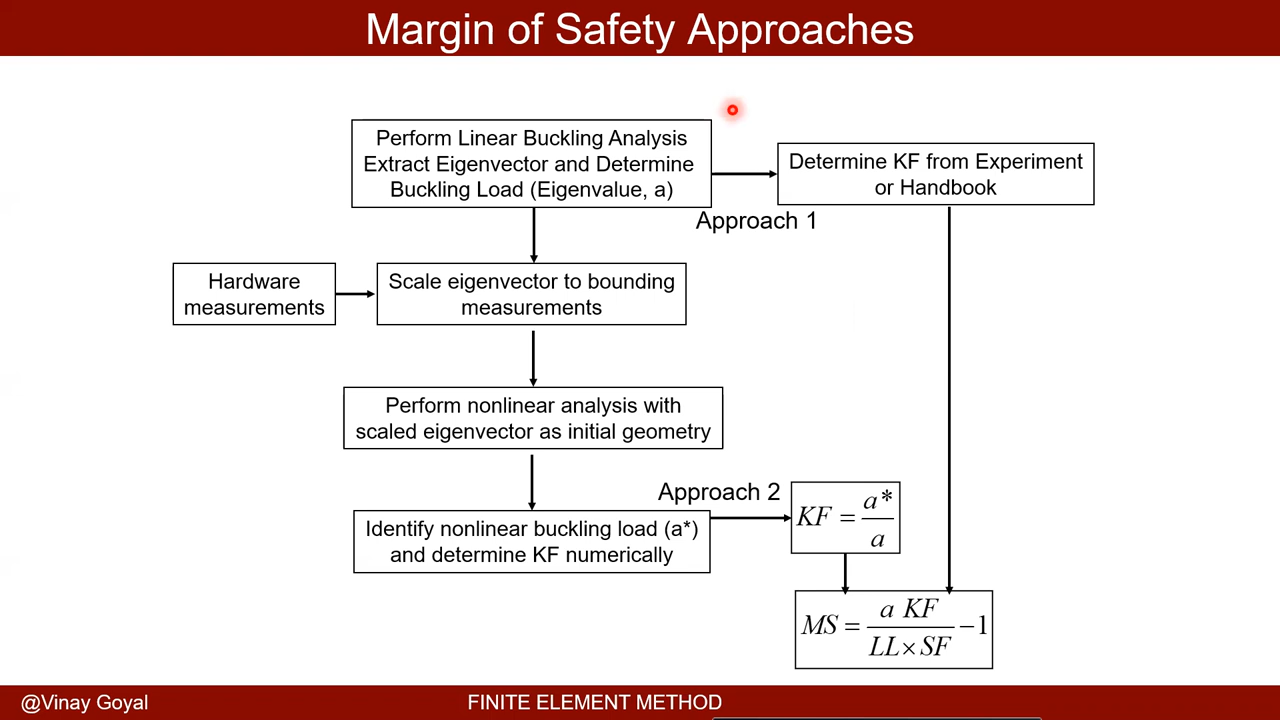 Margin of Safety Approaches
Perform Linear Buckling Analysis
Extract Eigenvector and Determine
Buckling Load (Eigenvalue, a)
Determine KF from Experiment
or Handbook
Approach 1
Hardware
measurements
Scale eigenvector to bounding
measurements
Perform nonlinear analysis with
scaled eigenvector as initial geometry
Approach 2
Identify nonlinear buckling load (a*)
and determine KF numerically
KF = a* / a
MS = a KF / LL × SF − 1
@Vinay Goyal
FINITE ELEMENT METHOD